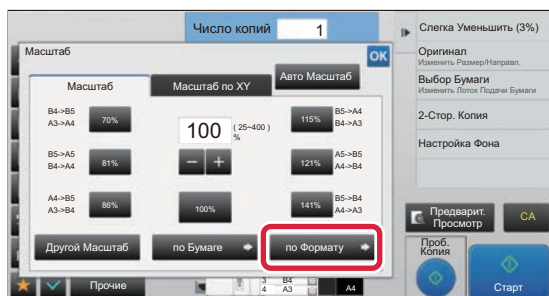 Число копий 1
Масштаб
OK
Масштаб
Масштаб по XY
Авто Масштаб
B4->B5
A3->A4
70%
100
( 25~400 )
%
115%
B5->A4
B4->A3
B5->A5
B4->A4
81%
121%
A5->B5
A4->B4
A4->B5
A3->B4
86%
100%
141%
B5->B4
A4->A3
Другой Масштаб
по Бумаге
по Формату
Прочие
3 B4
4 A3
A4
Слегка Уменьшить (3%)
Оригинал
Изменить Размер/Направл.
Выбор Бумаги
Изменить Лоток Подачи Бумаги
2-Стор. Копия
Настройка Фона
Предварит.
Просмотр
CA
Проб.
Копия
Старт